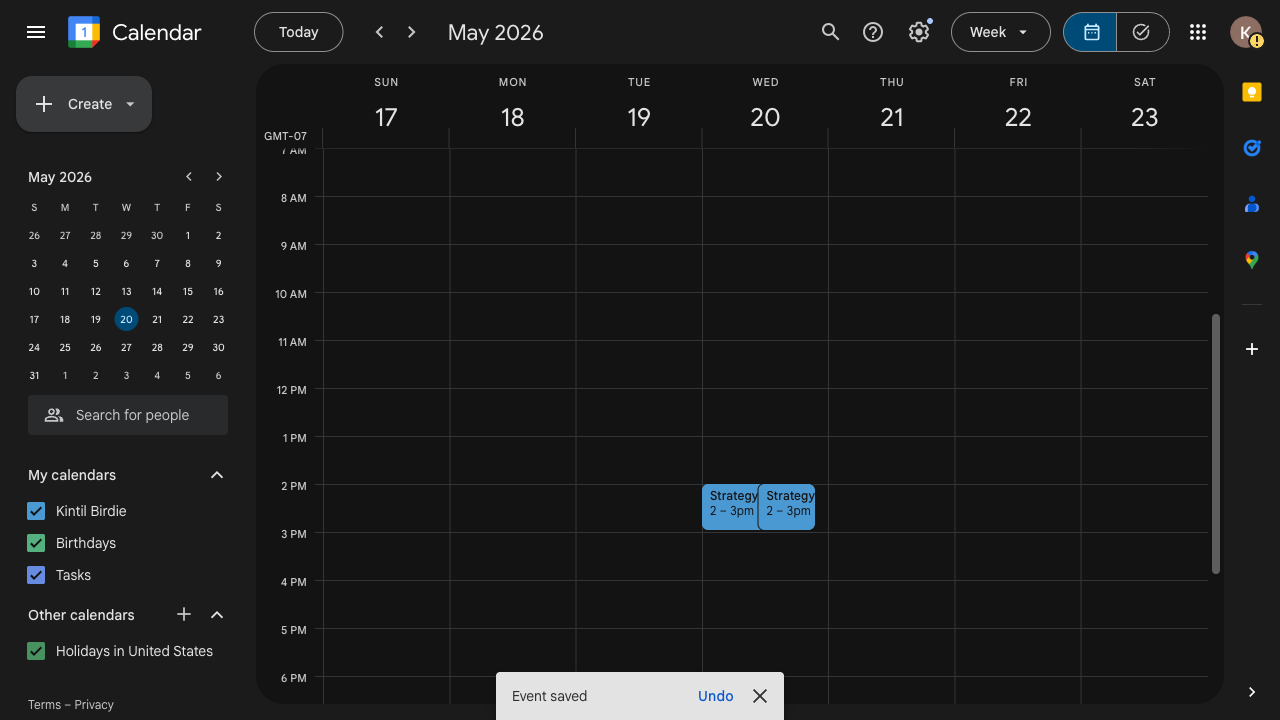 1 Calendar
Today
May 2026
Week
K
Create
GMT-07
SUN MON TUE WED THU FRI SAT
17 18 19 20 21 22 23
May 2026
S M T W T F S
26 27 28 29 30 1 2
3 4 5 6 7 8 9
10 11 12 13 14 15 16
17 18 19 20 21 22 23
24 25 26 27 28 29 30
31 1 2 3 4 5 6
Search for people
My calendars
Kintil Birdie
Birthdays
Tasks
Other calendars
Holidays in United States
Terms – Privacy
7 AM
8 AM
9 AM
10 AM
11 AM
12 PM
1 PM
2 PM
3 PM
4 PM
5 PM
6 PM
Strategy
2 – 3pm
Strategy
2 – 3pm
Event saved Undo